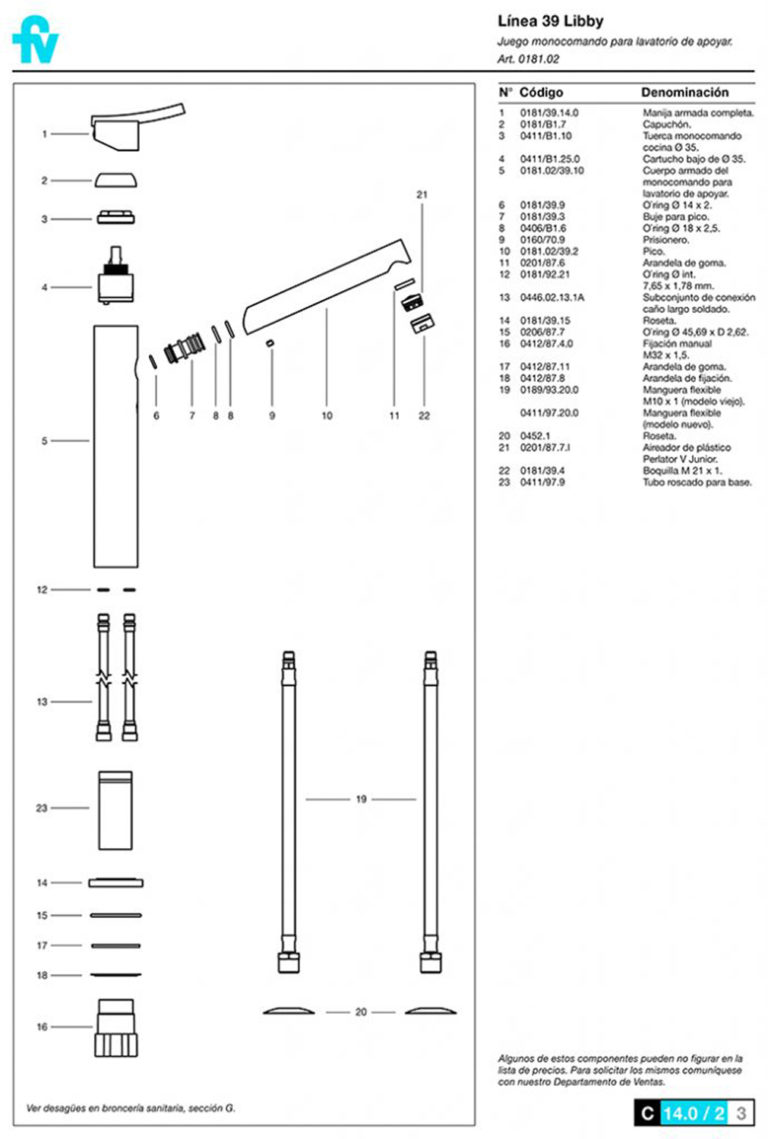 fv
Línea 39 Libby
Juego monocomando para lavatorio de apoyar.
Art. 0181.02
N° Código Denominación
1 0181/39.14.0 Manija armada completa.
2 0181/B1.7 Capuchón.
3 0411/B1.10 Tuerca monocomando
cocina Ø 35.
4 0411/B1.25.0 Cartucho bajo de Ø 35.
5 0181.02/39.10 Cuerpo armado del
monocomando para
lavatorio de apoyar.
6 0181/39.9 O'ring Ø 14 x 2.
7 0181/39.3 Buje para pico.
8 0406/B1.6 O'ring Ø 18 x 2,5.
9 0160/70.9 Prisionero.
10 0181.02/39.2 Pico.
11 0201/87.6 Arandela de goma.
12 0181/92.21 O'ring Ø int.
7,65 x 1,78 mm.
13 0446.02.13.1A Subconjunto de conexión
caño largo soldado.
14 0181/39.15 Roseta.
15 0206/87.7 O'ring Ø 45,69 x D 2,62.
16 0412/87.4.0 Fijación manual
M32 x 1,5.
17 0412/87.11 Arandela de goma.
18 0412/87.8 Arandela de fijación.
19 0189/93.20.0 Manguera flexible
M10 x 1 (modelo viejo).
0411/97.20.0 Manguera flexible
(modelo nuevo).
20 0452.1 Roseta.
21 0201/87.7.I Aireador de plástico
Perlator V Junior.
22 0181/39.4 Boquilla M 21 x 1.
23 0411/97.9 Tubo roscado para base.
1
2
3
21
4
6 7 8 8 9 10 11 22
5
12
13
19
23
14
15
17
18
20
16
Algunos de estos componentes pueden no figurar en la
lista de precios. Para solicitar los mismos comuníquese
con nuestro Departamento de Ventas.
Ver desagües en broncería sanitaria, sección G.
C 14.0 / 2 3